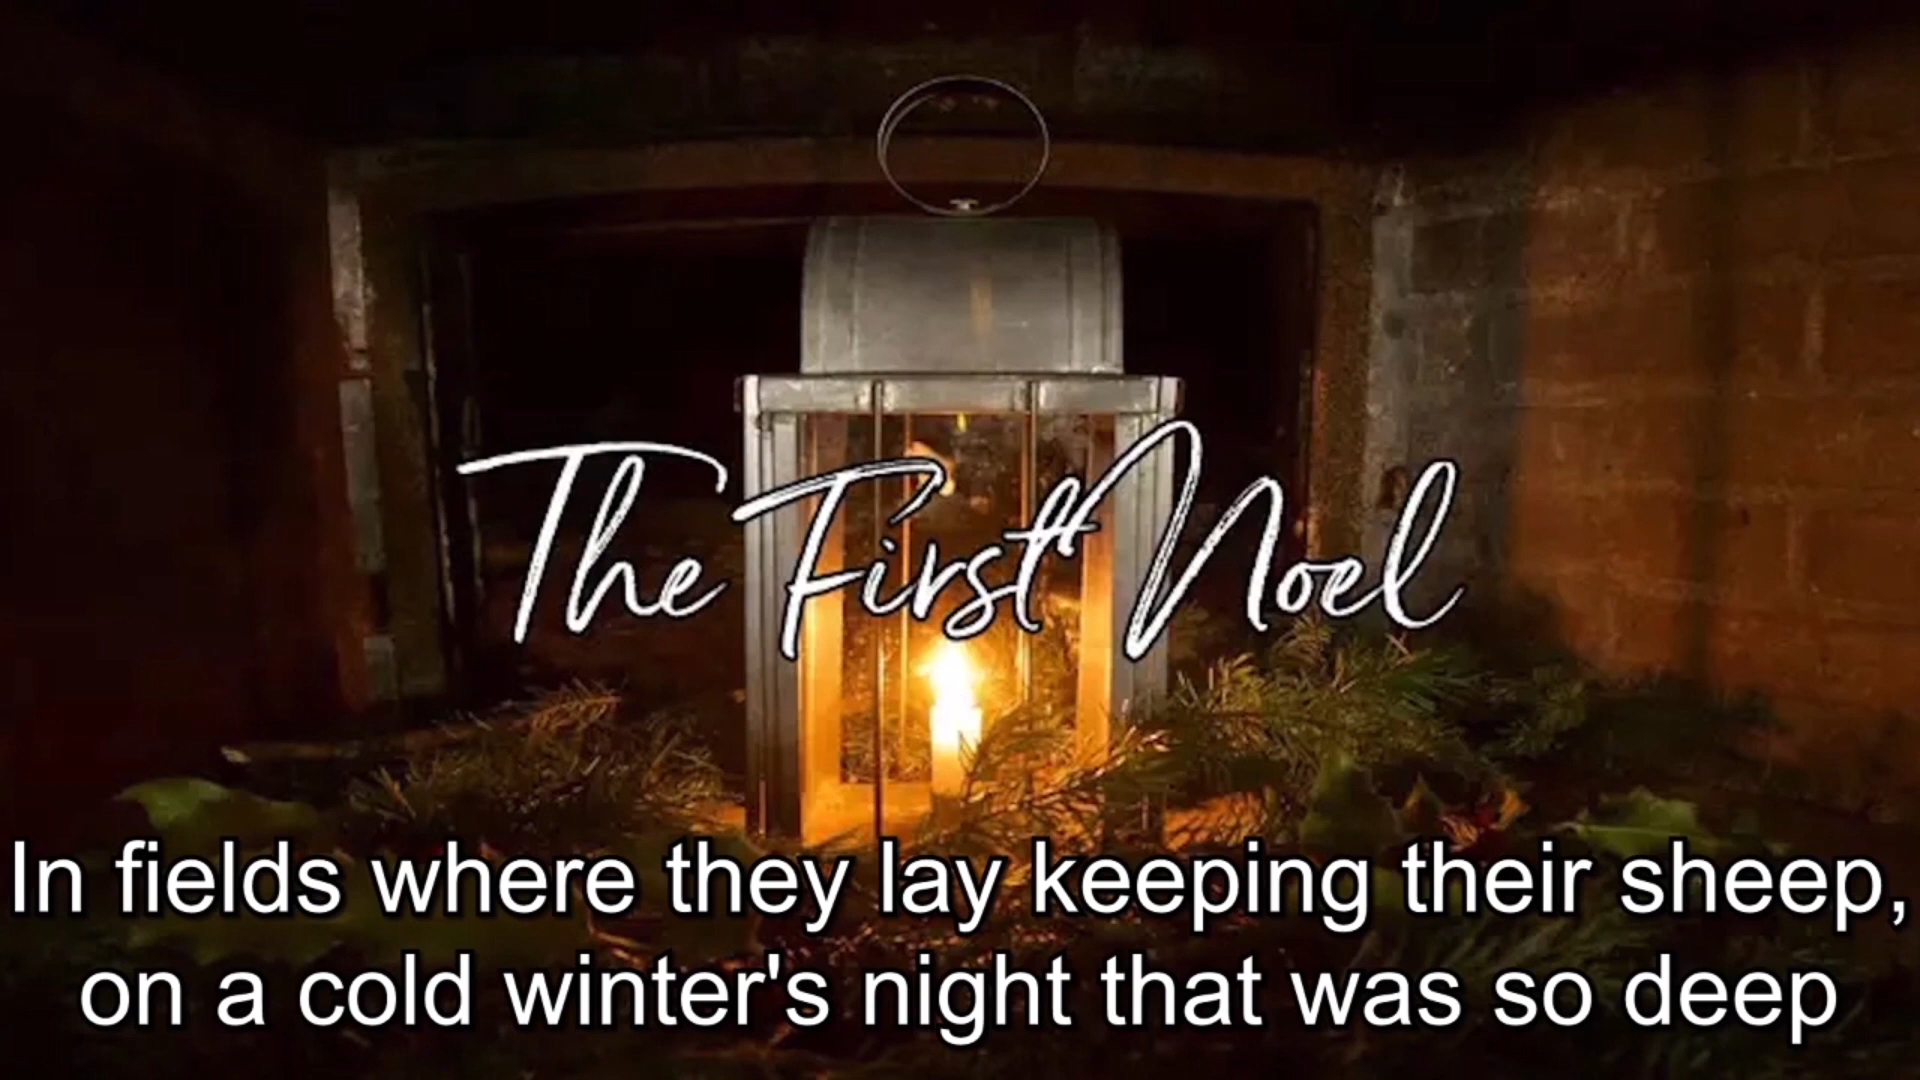 The First Noel
In fields where they lay keeping their sheep,
on a cold winter's night that was so deep